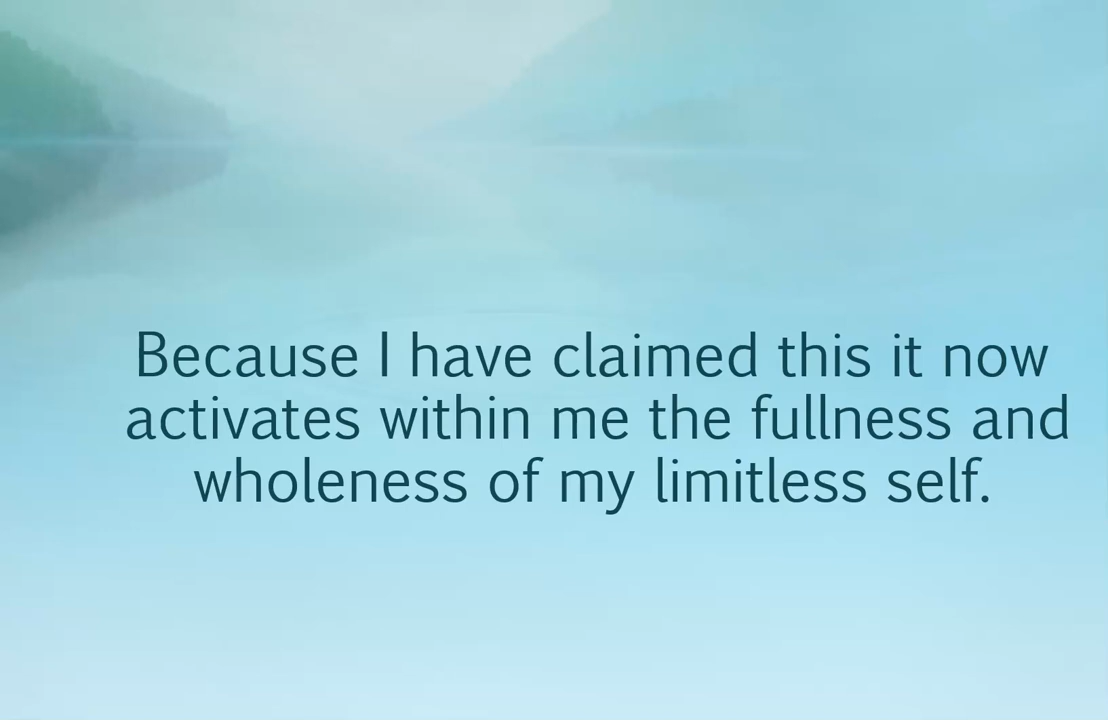 Because I have claimed this it now
activates within me the fullness and
wholeness of my limitless self.